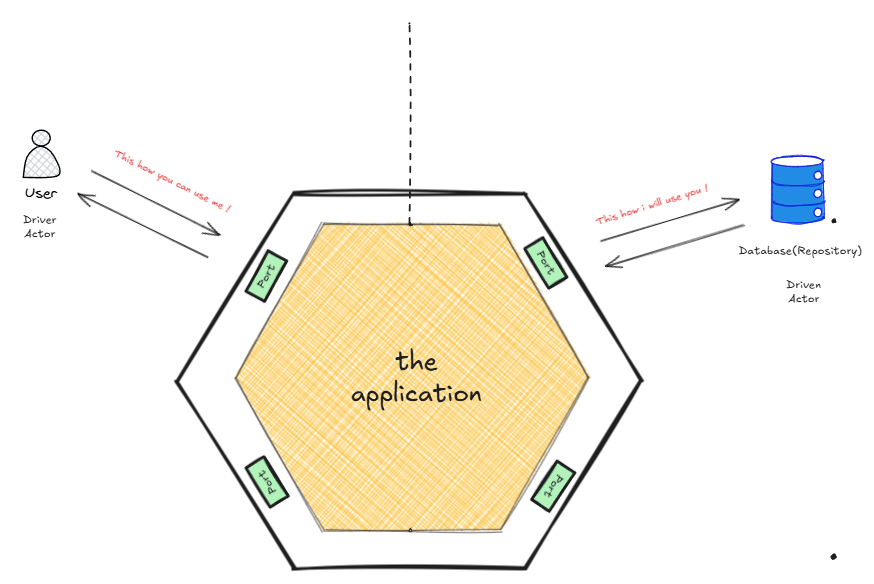 This how you can use me !
User
Driver
Actor
This how i will use you !
Database(Repository)
Driven
Actor
Port
Port
the
application
Port
Port